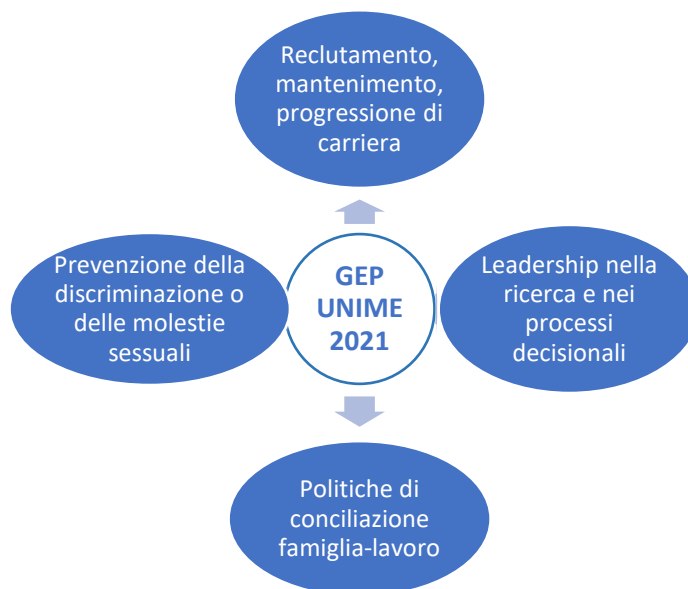 Reclutamento,
mantenimento,
progressione di
carriera
Prevenzione della
discriminazione o
delle molestie
sessuali
GEP
UNIME
2021
Leadership nella
ricerca e nei
processi
decisionali
Politiche di
conciliazione
famiglia-lavoro